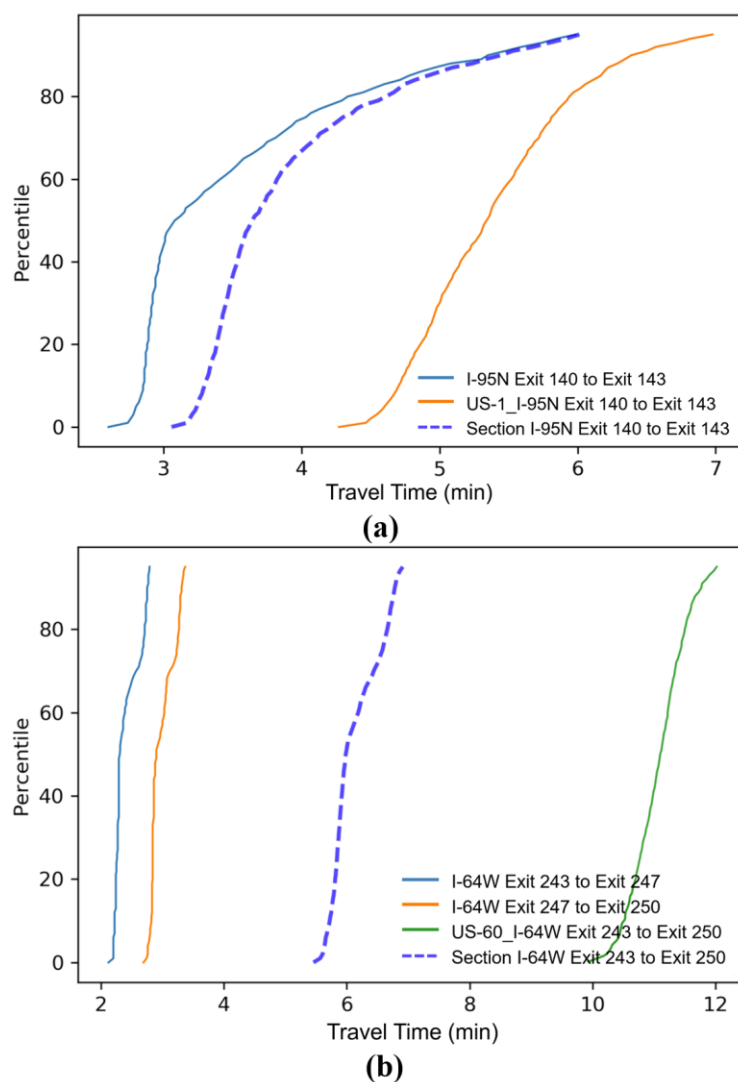 80
60
40
20
0
Percentile
I-95N Exit 140 to Exit 143
US-1_I-95N Exit 140 to Exit 143
Section I-95N Exit 140 to Exit 143
3 4 5 6 7
Travel Time (min)
(a)
80
60
40
20
0
Percentile
I-64W Exit 243 to Exit 247
I-64W Exit 247 to Exit 250
US-60_I-64W Exit 243 to Exit 250
Section I-64W Exit 243 to Exit 250
2 4 6 8 10 12
Travel Time (min)
(b)